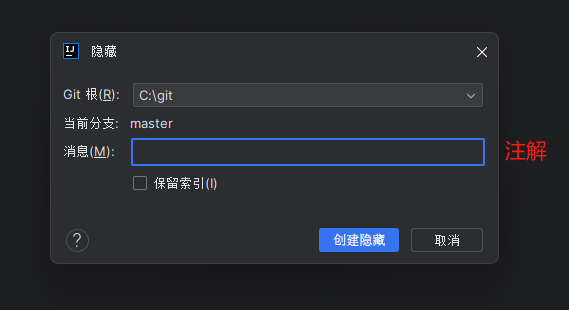 IJ 隐藏
Git 根(R): C:\git
当前分支: master
消息(M): 注解
保留索引(I)
? 创建隐藏 取消